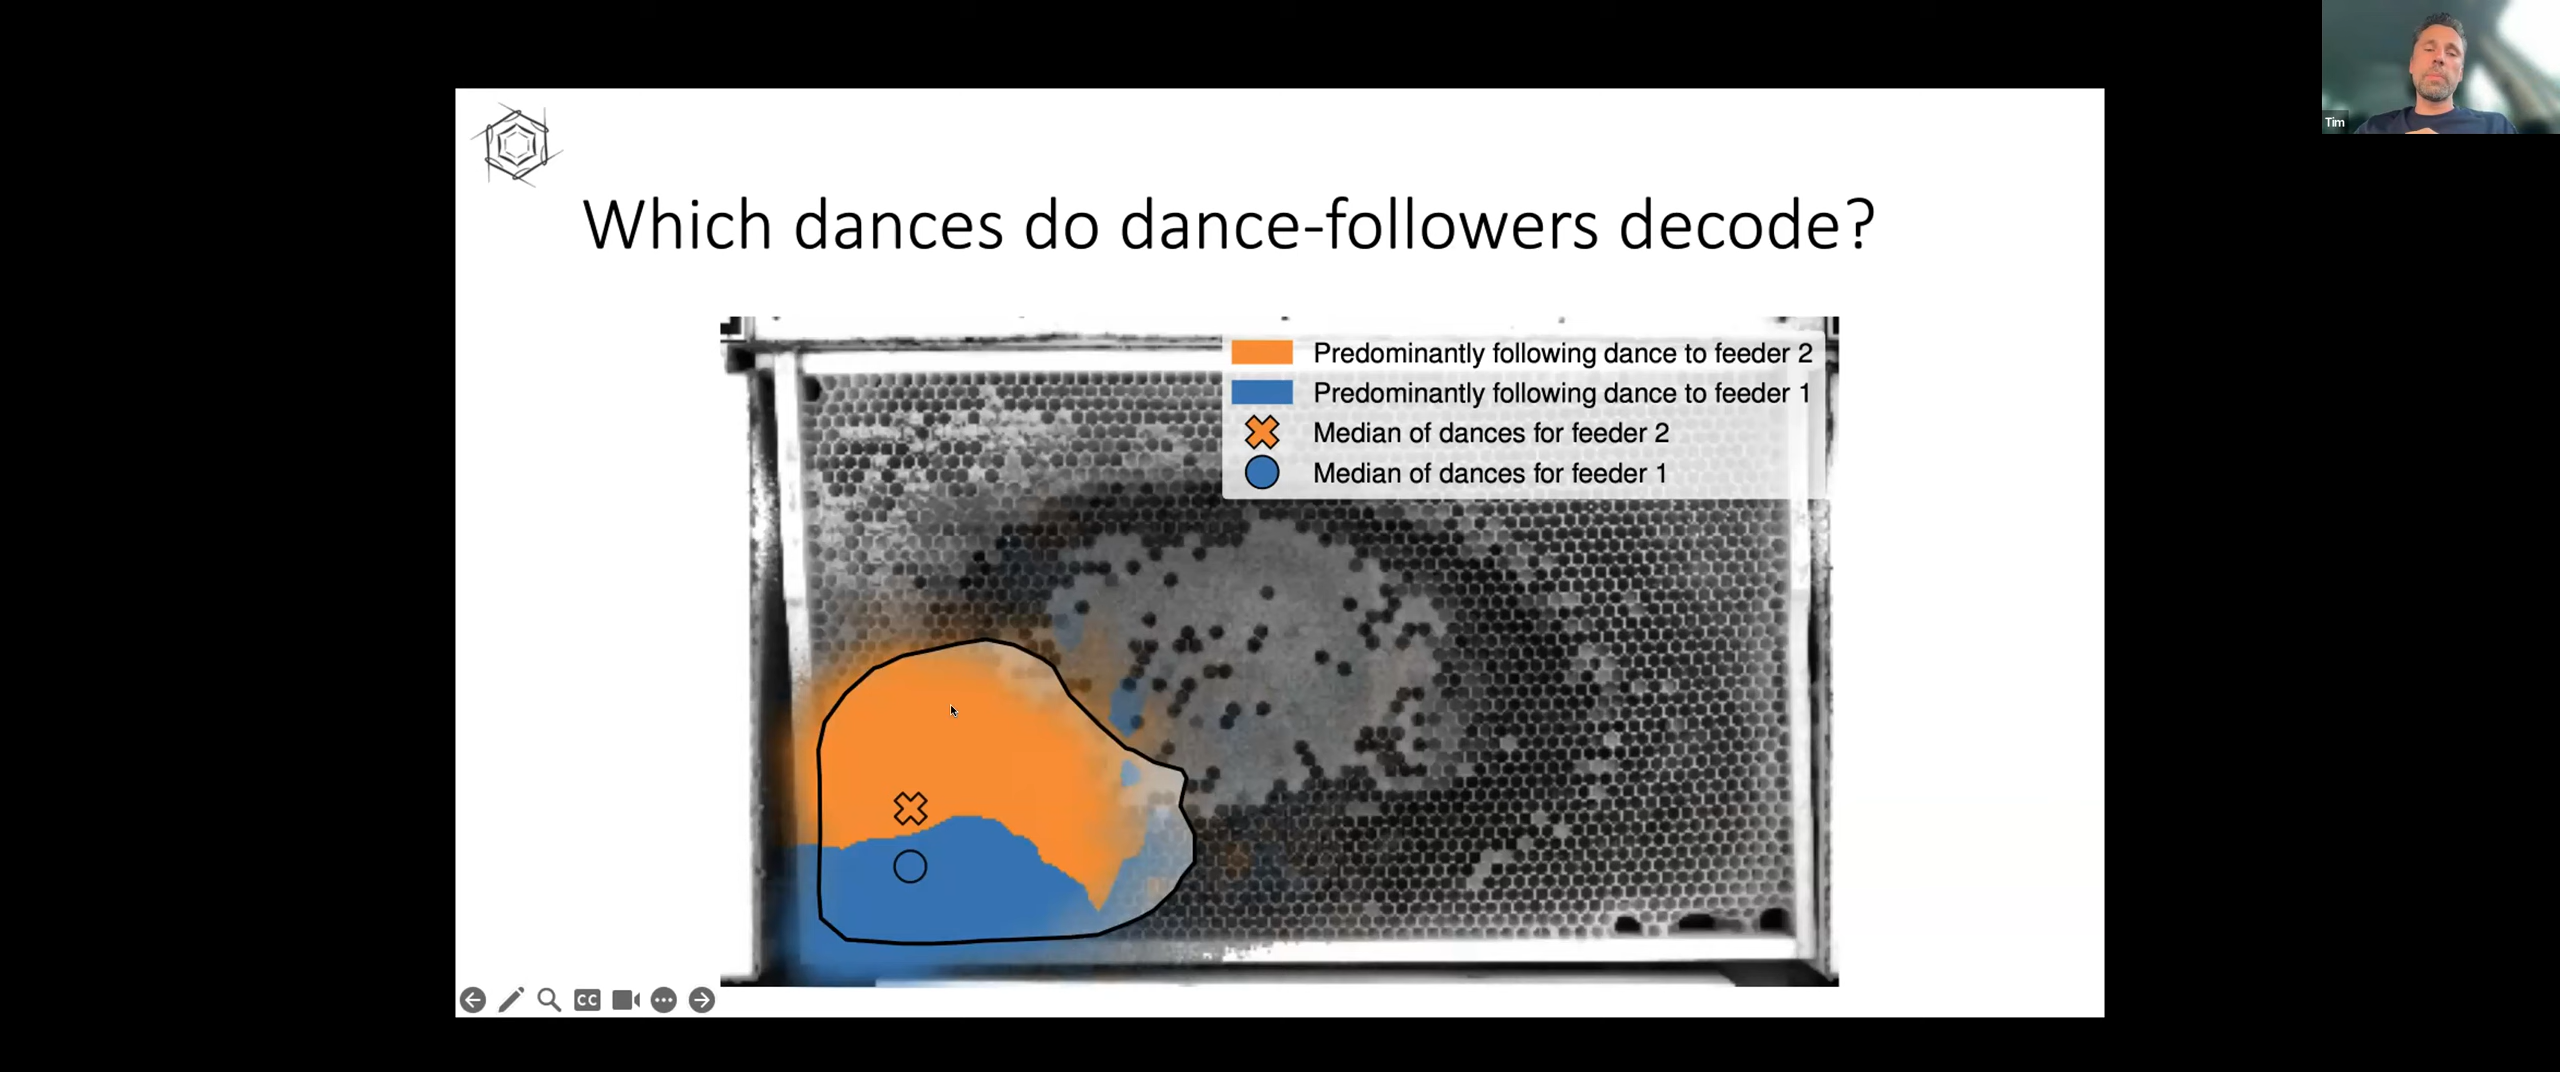 Tim
Which dances do dance-followers decode?
Predominantly following dance to feeder 2
Predominantly following dance to feeder 1
Median of dances for feeder 2
Median of dances for feeder 1
CC